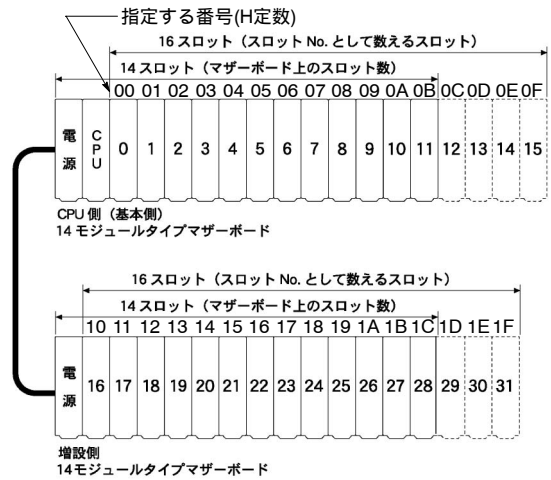 指定する番号(H定数)
16 スロット（スロット No. として数えるスロット）
14 スロット（マザーボード上のスロット数）
00 01 02 03 04 05 06 07 08 09 0A 0B 0C 0D 0E 0F
電源 CPU 0 1 2 3 4 5 6 7 8 9 10 11 12 13 14 15
CPU 側（基本側）
14 モジュールタイプマザーボード
16 スロット（スロット No. として数えるスロット）
14 スロット（マザーボード上のスロット数）
10 11 12 13 14 15 16 17 18 19 1A 1B 1C 1D 1E 1F
電源 16 17 18 19 20 21 22 23 24 25 26 27 28 29 30 31
増設側
14モジュールタイプマザーボード